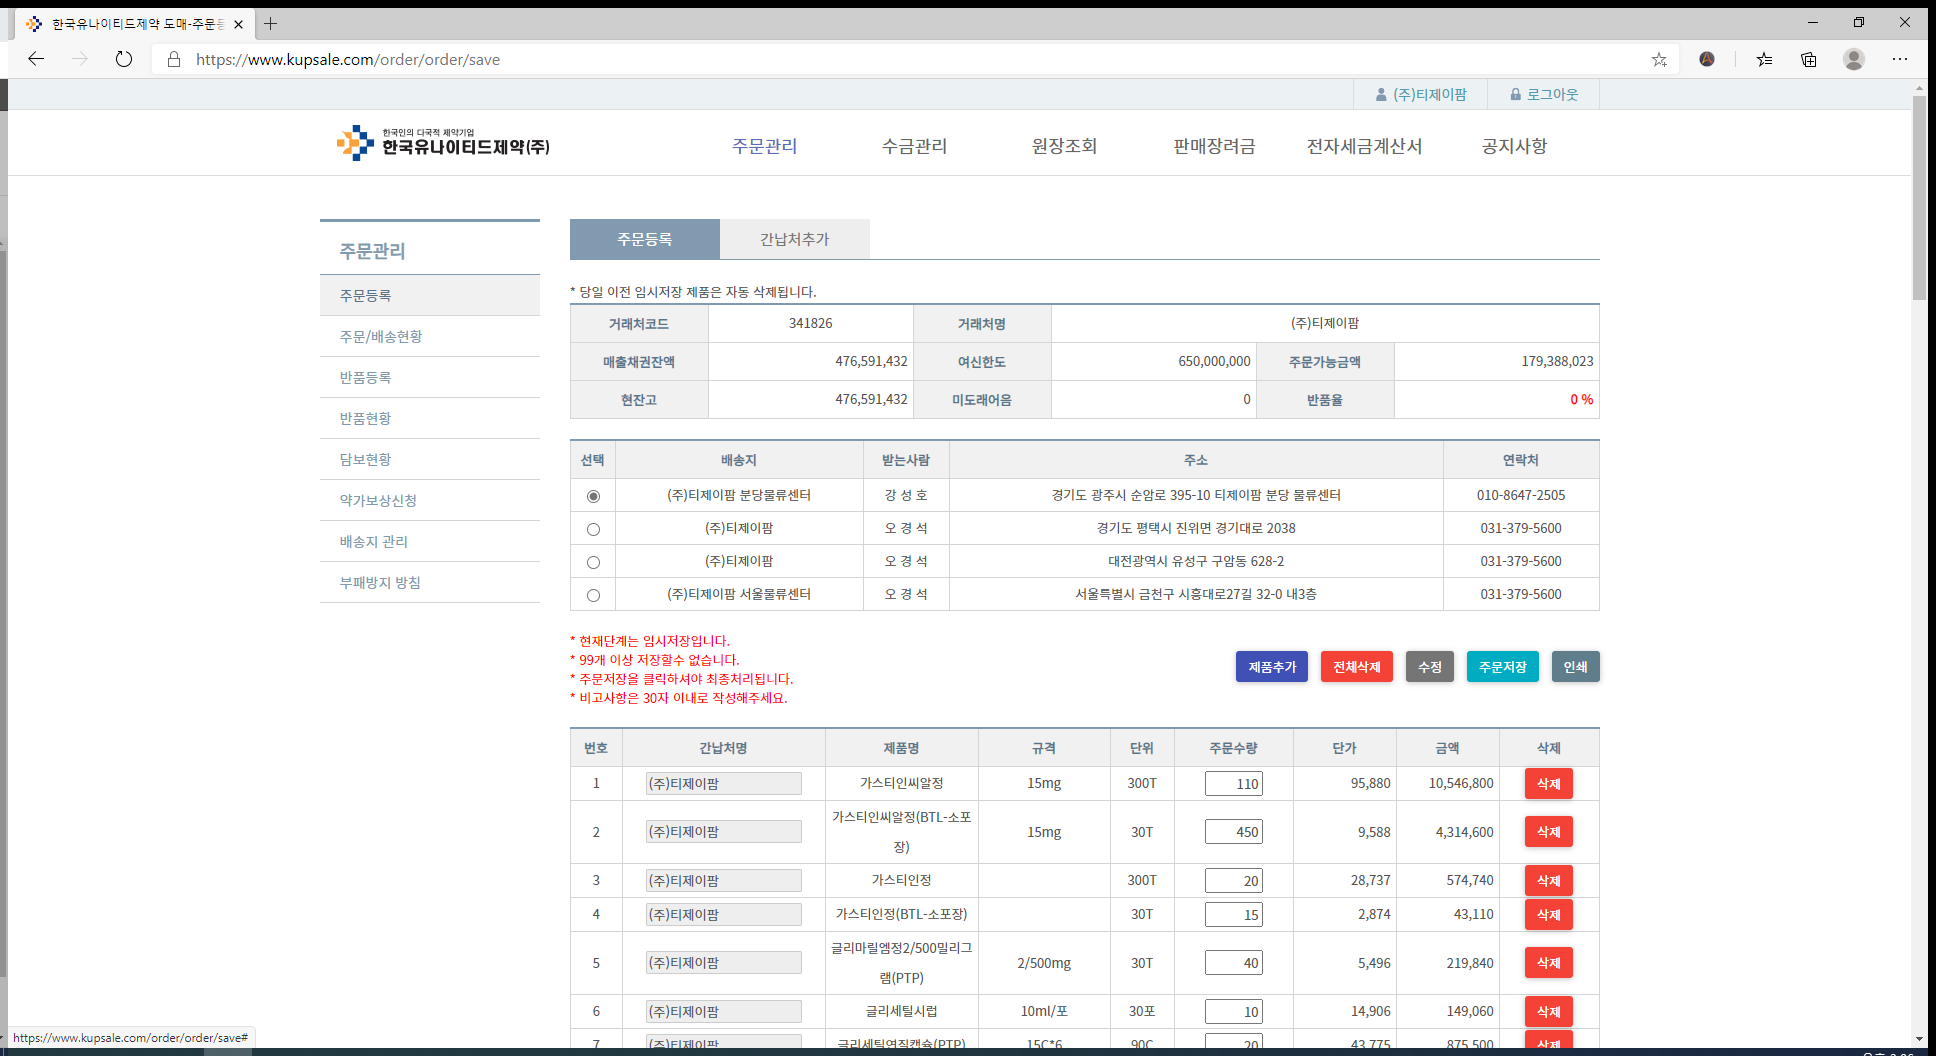 한국유나이티드제약 도매-주문등
https://www.kupsale.com/order/order/save
(주)티제이팜
로그아웃
한국인의 다국적 제약기업
한국유나이티드제약(주)
주문관리 수금관리 원장조회 판매장려금 전자세금계산서 공지사항
주문관리
주문등록
주문/배송현황
반품등록
반품현황
담보현황
약가보상신청
배송지 관리
부패방지 방침
주문등록 간납처추가
* 당일 이전 임시저장 제품은 자동 삭제됩니다.
거래처코드 341826 거래처명 (주)티제이팜
매출채권잔액 476,591,432 여신한도 650,000,000 주문가능금액 179,388,023
현잔고 476,591,432 미도래어음 0 반품율 0 %
선택 배송지 받는사람 주소 연락처
(주)티제이팜 분당물류센터 강 성 호 경기도 광주시 순암로 395-10 티제이팜 분당 물류센터 010-8647-2505
(주)티제이팜 오 경 석 경기도 평택시 진위면 경기대로 2038 031-379-5600
(주)티제이팜 오 경 석 대전광역시 유성구 구암동 628-2 031-379-5600
(주)티제이팜 서울물류센터 오 경 석 서울특별시 금천구 시흥대로27길 32-0 내3층 031-379-5600
* 현재단계는 임시저장입니다.
* 99개 이상 저장할수 없습니다.
* 주문저장을 클릭하셔야 최종처리됩니다.
* 비고사항은 30자 이내로 작성해주세요.
제품추가 전체삭제 수정 주문저장 인쇄
번호 간납처명 제품명 규격 단위 주문수량 단가 금액 삭제
1 (주)티제이팜 가스티인씨알정 15mg 300T 110 95,880 10,546,800 삭제
2 (주)티제이팜 가스티인씨알정(BTL-소포
장) 15mg 30T 450 9,588 4,314,600 삭제
3 (주)티제이팜 가스티인정 300T 20 28,737 574,740 삭제
4 (주)티제이팜 가스티인정(BTL-소포장) 30T 15 2,874 43,110 삭제
5 (주)티제이팜 글리마릴엠정2/500밀리그
램(PTP) 2/500mg 30T 40 5,496 219,840 삭제
6 (주)티제이팜 글리세틸시럽 10ml/포 30포 10 14,906 149,060 삭제
7 (주)티제이팜 글리세틸연질캡슐(PTP) 15C*6 90C 20 43,775 875,500 삭제
https://www.kupsale.com/order/order/save#